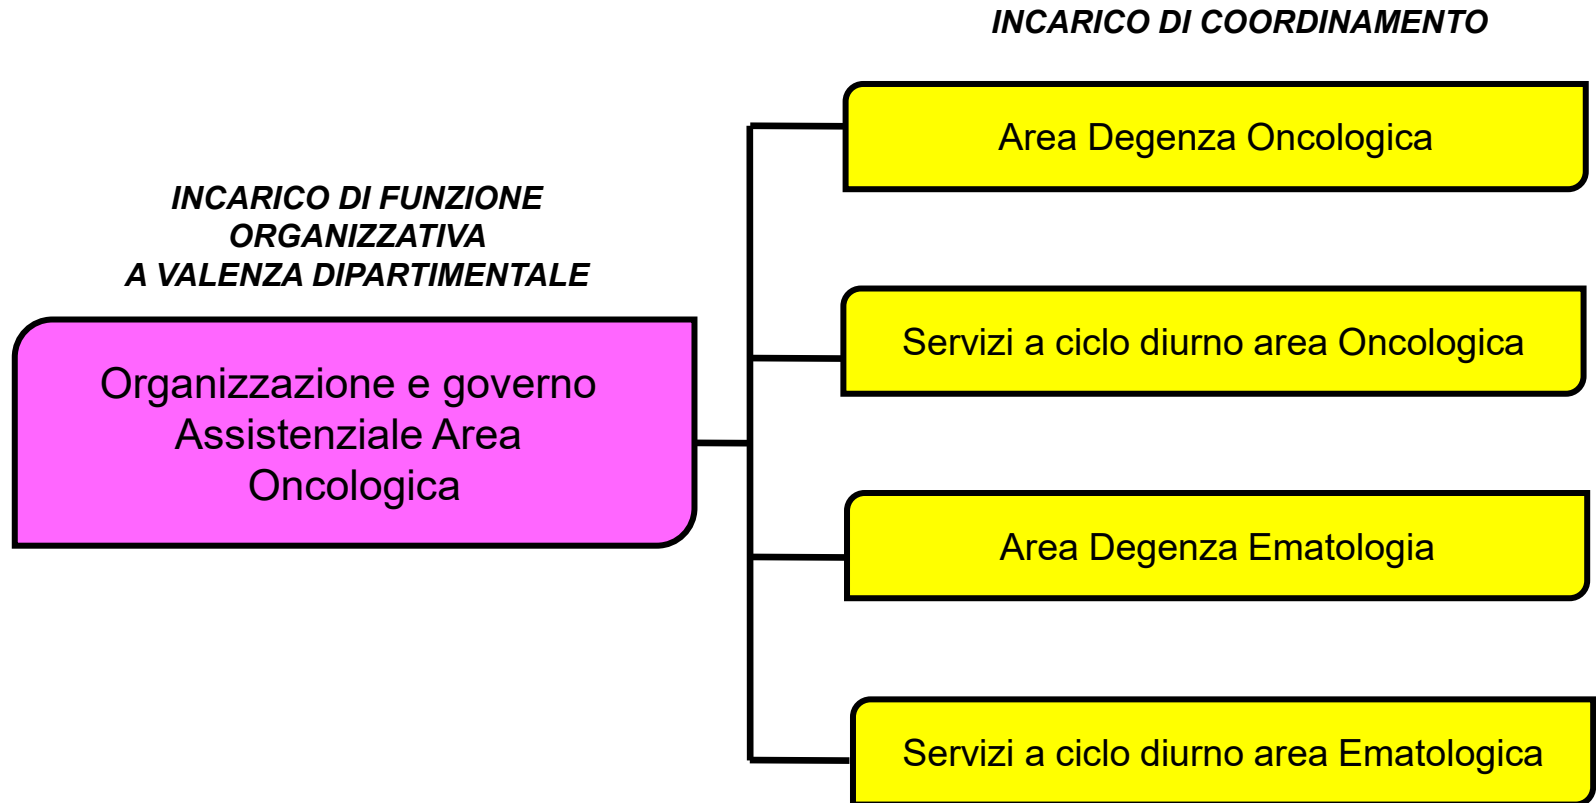 INCARICO DI COORDINAMENTO
Area Degenza Oncologica
INCARICO DI FUNZIONE
ORGANIZZATIVA
A VALENZA DIPARTIMENTALE
Servizi a ciclo diurno area Oncologica
Organizzazione e governo
Assistenziale Area
Oncologica
Area Degenza Ematologia
Servizi a ciclo diurno area Ematologica